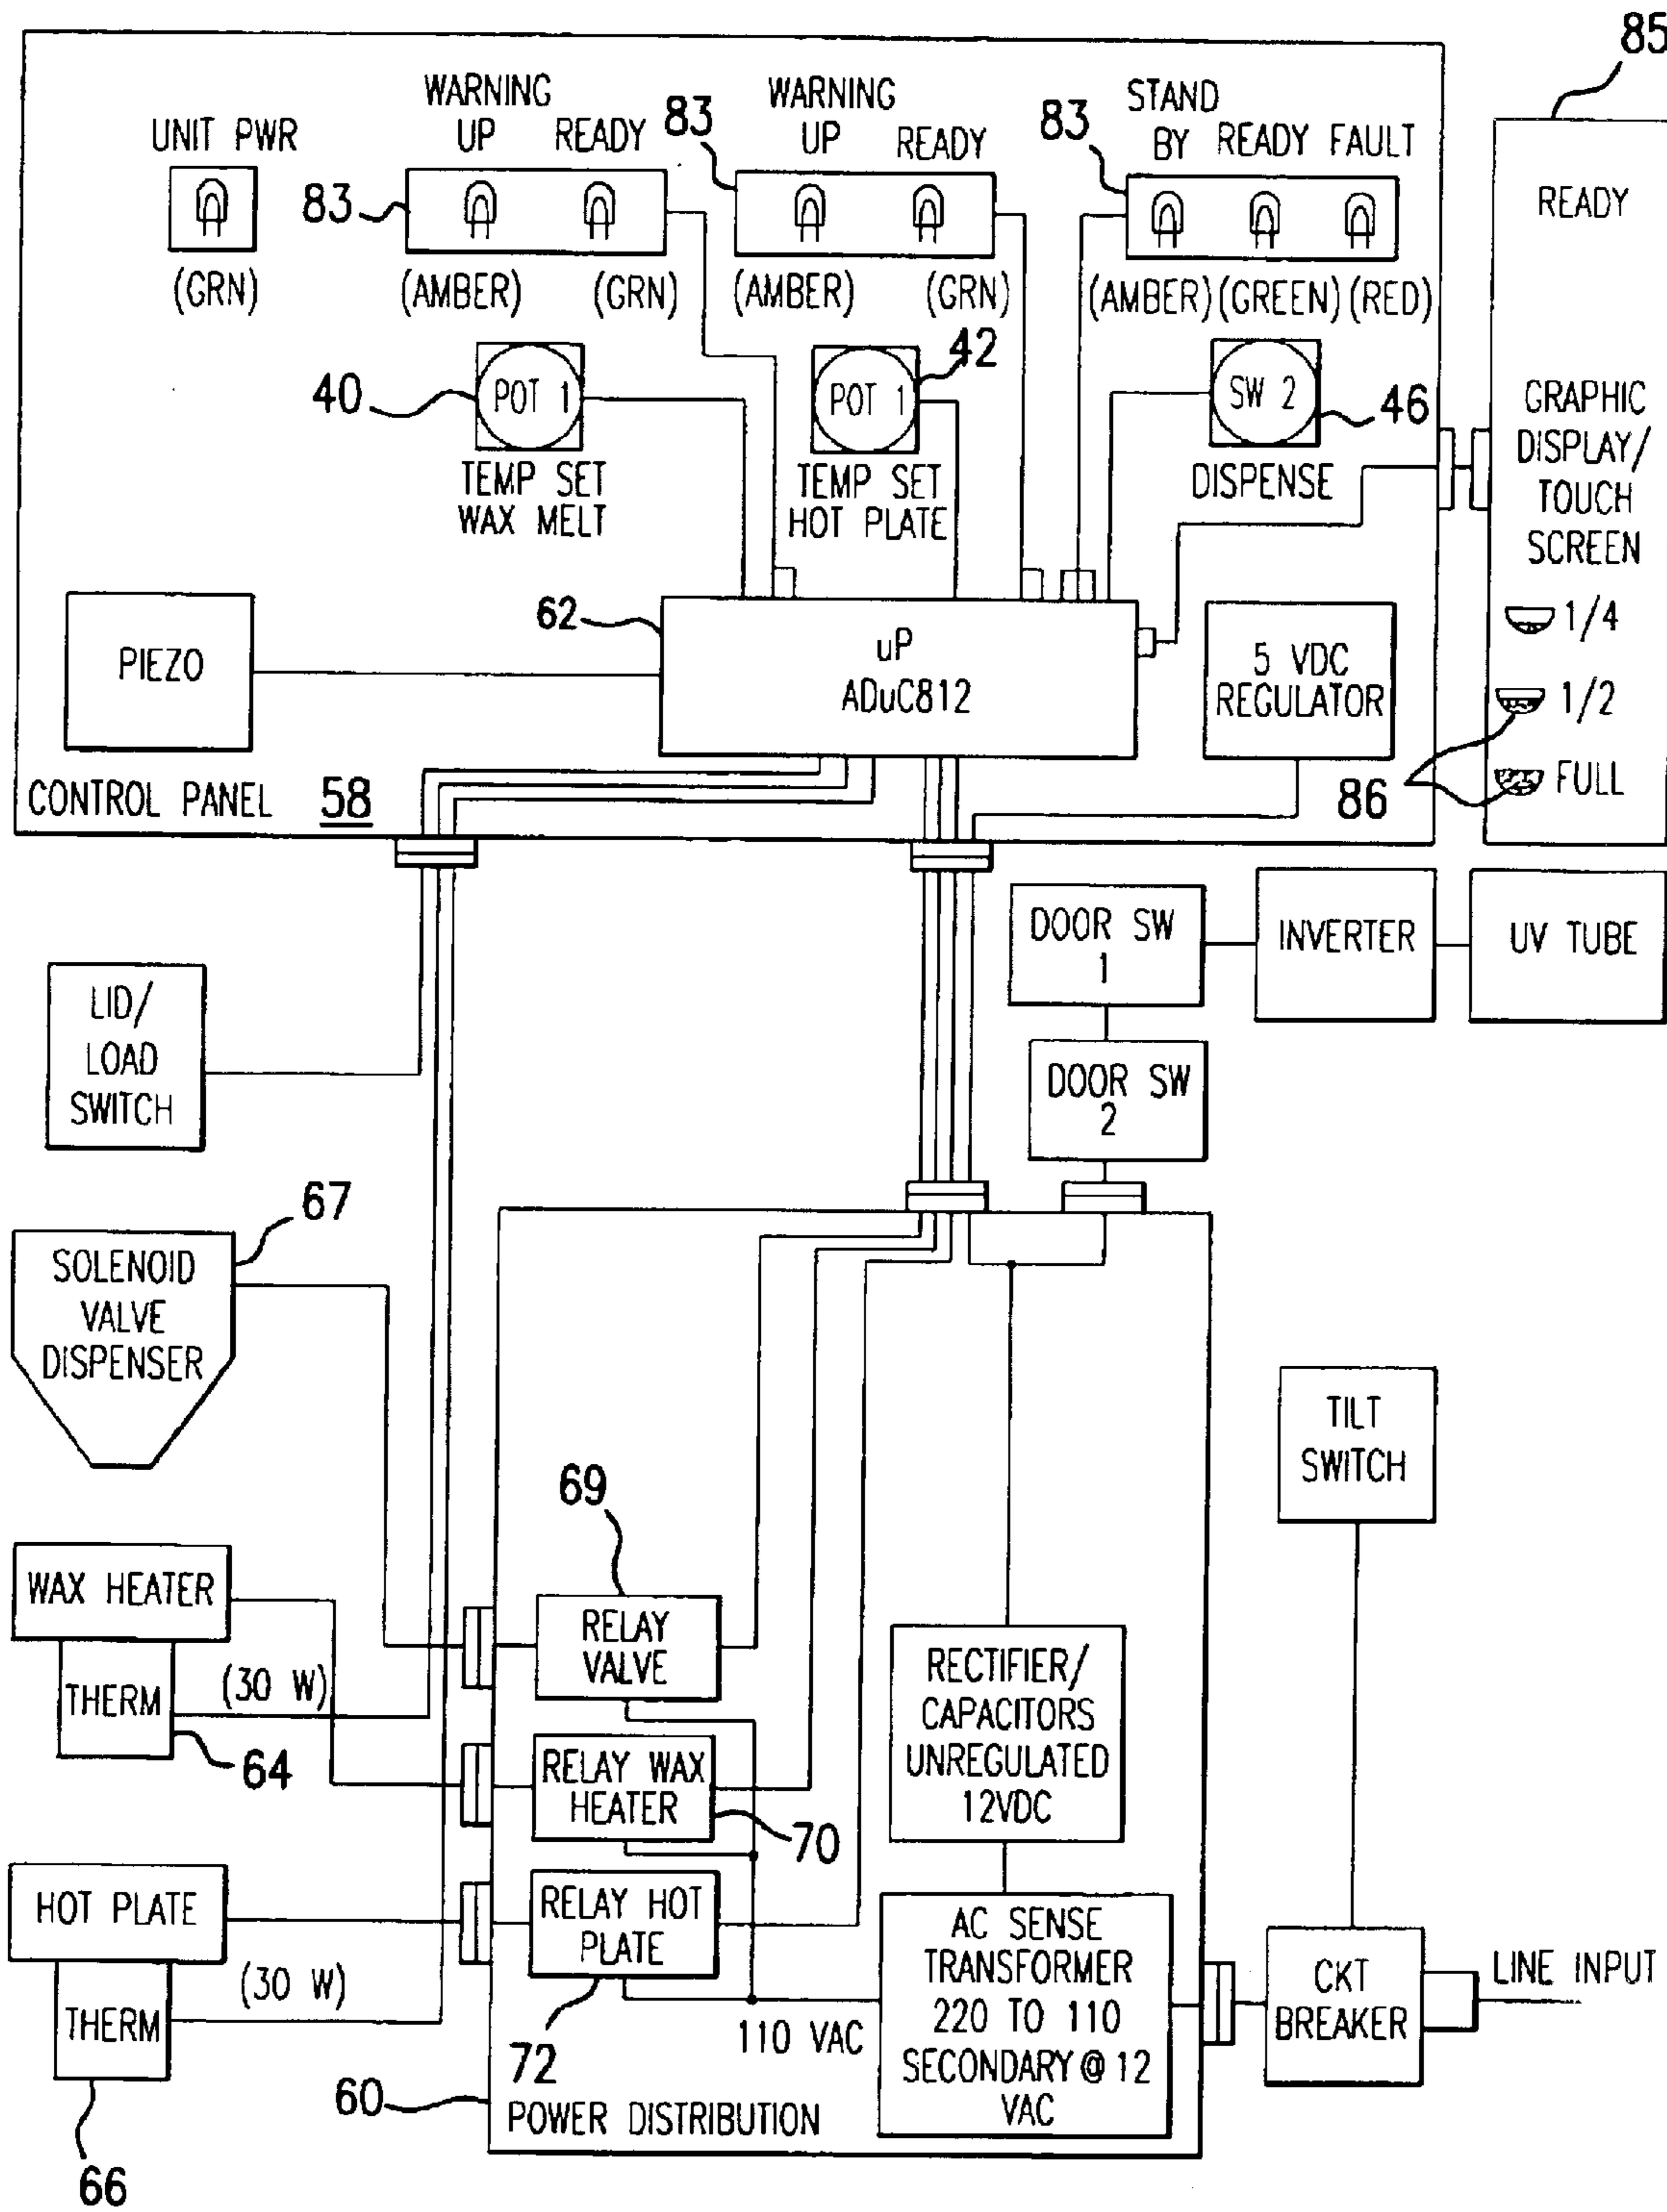 85
WARNING
UP READY
UNIT PWR
83
WARNING
UP READY
83
STAND
BY READY FAULT
83
(GRN)
(AMBER) (GRN)
(AMBER) (GRN)
(AMBER) (GREEN) (RED)
40
POT 1
TEMP SET
WAX MELT
42
POT 1
TEMP SET
HOT PLATE
SW 2
46
DISPENSE
READY
GRAPHIC
DISPLAY/
TOUCH
SCREEN
1/4
1/2
FULL
86
PIEZO
62
uP
ADuC812
5 VDC
REGULATOR
CONTROL PANEL 58
DOOR SW
1
INVERTER
UV TUBE
LID/
LOAD
SWITCH
DOOR SW
2
67
SOLENOID
VALVE
DISPENSER
TILT
SWITCH
69
WAX HEATER
RELAY
VALVE
THERM
(30 W)
64
RECTIFIER/
CAPACITORS
UNREGULATED
12VDC
RELAY WAX
HEATER
70
HOT PLATE
RELAY HOT
PLATE
THERM
(30 W)
66
72
110 VAC
AC SENSE
TRANSFORMER
220 TO 110
SECONDARY @ 12
VAC
CKT
BREAKER
LINE INPUT
60
POWER DISTRIBUTION